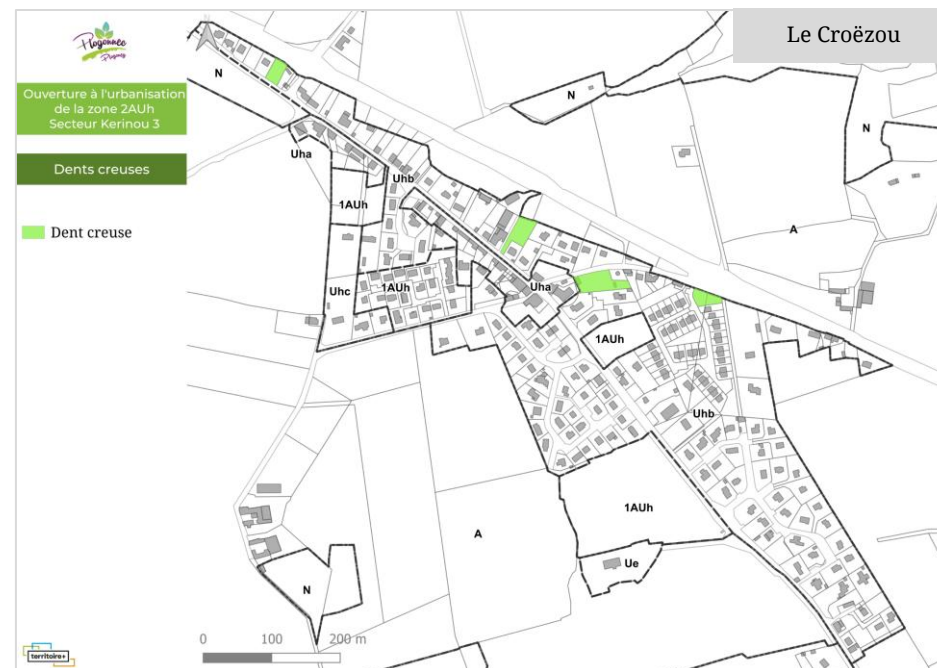 Le Croëzou
Plogonnec
Ouverture à l'urbanisation
de la zone 2AUh
Secteur Kerinou 3
Dents creuses
Dent creuse
N
N
N
Uha
Uhb
1AUh
A
Uhc
1AUh
Uha
1AUh
Uhb
1AUh
A
Ue
N
0 100 200 m
territoire+